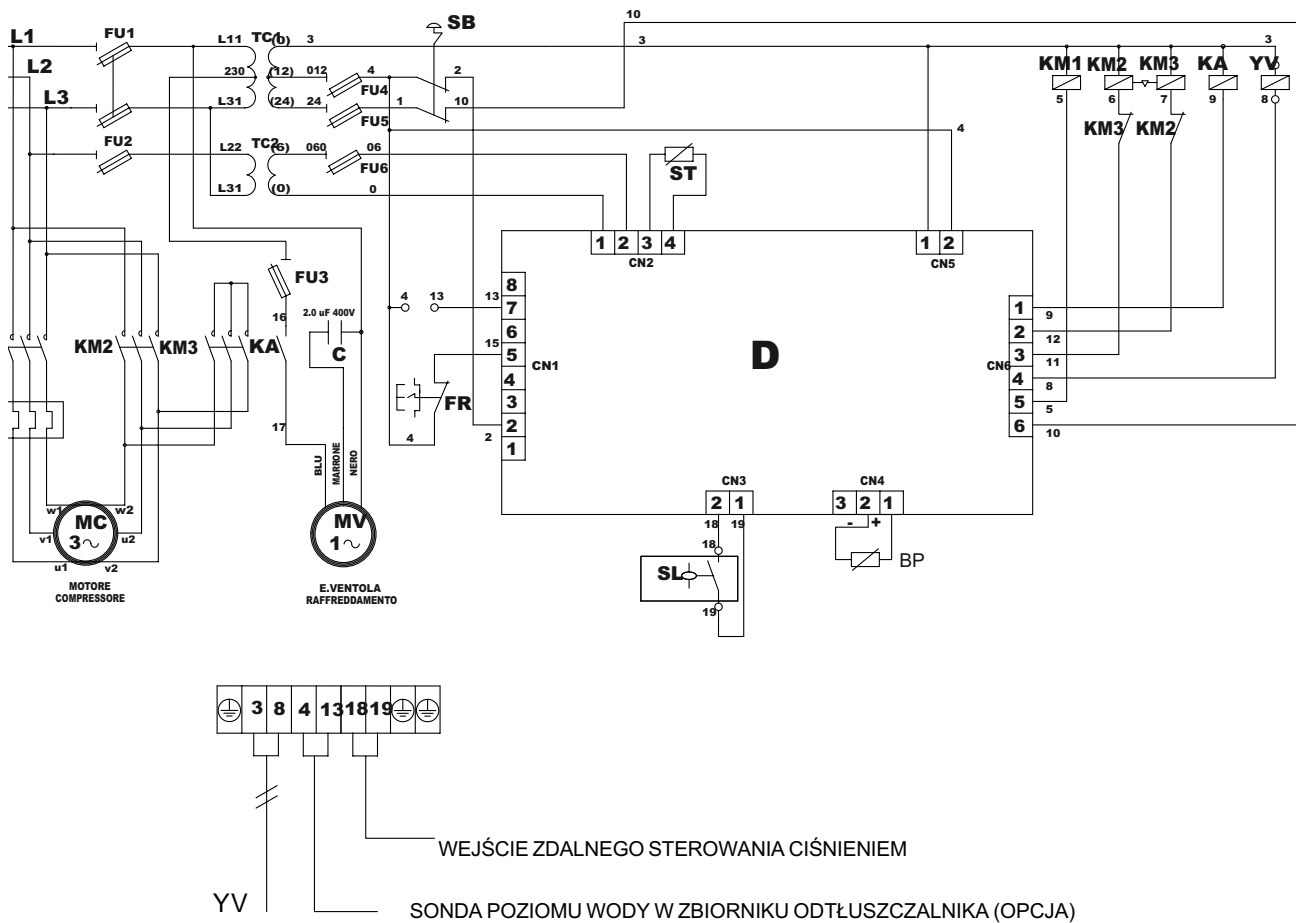 SB
10
L1
FU1
L11
TC1
(0)
3
3
3
L2
230
(12)
012
4
2
KM1
KM2
KM3
KA
YV
FU4
L3
L31
(24)
24
1
10
5
6
7
9
8
FU5
4
KM3
KM2
FU2
L22
TC2
(6)
060
06
FU6
ST
L31
(0)
0
1 2 3 4
CN2
1 2
CN5
FU3
8
4
13
13
7
1
9
2.0 uF 400V
16
6
2
12
C
15
5
CN1
D
CN6
3
11
KM2
KM3
KA
4
4
8
FR
3
5
5
17
4
2
2
6
10
1
BLU
MARRONE
NERO
CN3
CN4
2 1
3 2 1
w1
w2
MC
3
v1
u2
u1
v2
MV
1
18
19
-
+
18
BP
SL
19
MOTORE
COMPRESSORE
E.VENTOLA
RAFFREDDAMENTO
3 8 4 13 18 19
WEJŚCIE ZDALNEGO STEROWANIA CIŚNIENIEM
YV
SONDA POZIOMU WODY W ZBIORNIKU ODTŁUSZCZALNIKA (OPCJA)